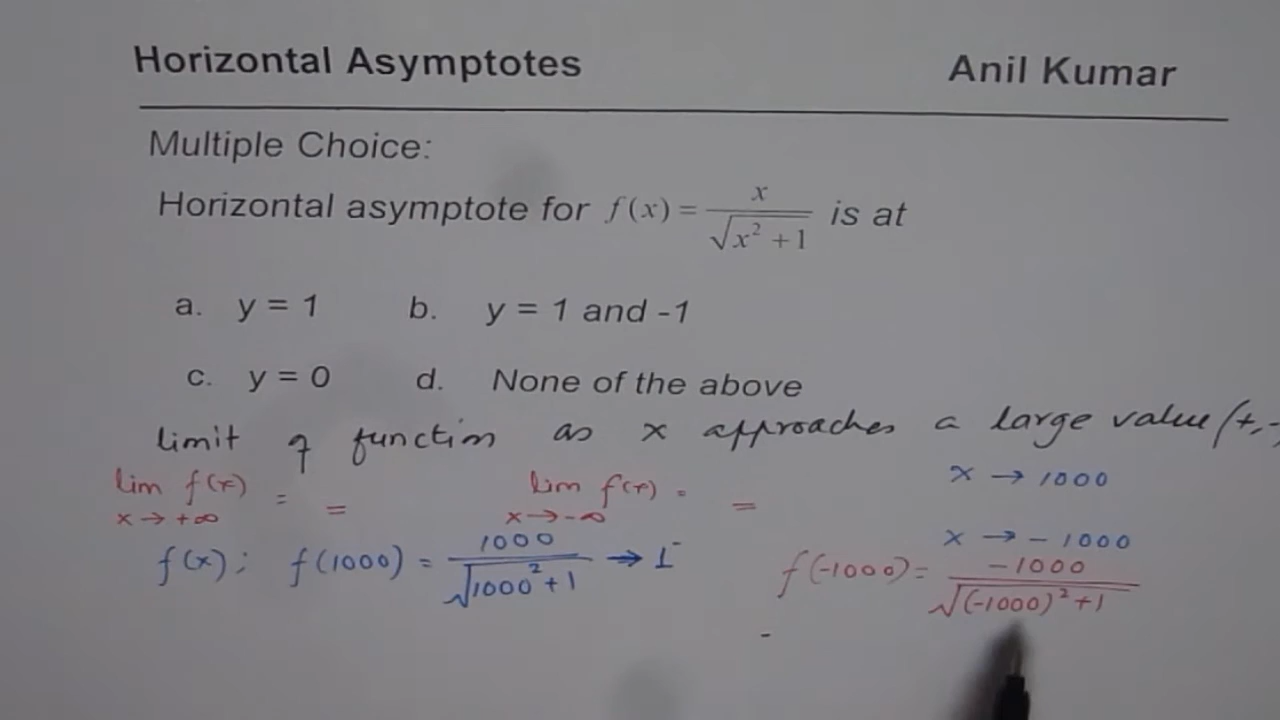 Horizontal Asymptotes Anil Kumar
Multiple Choice:
Horizontal asymptote for f(x) = x / √(x² + 1) is at
a. y = 1 b. y = 1 and -1
c. y = 0 d. None of the above
limit of function as x approaches a large value (+,-
lim f(x) = = lim f(x) = = x → 1000
x → +∞ x → -∞
x → - 1000
f(x); f(1000) = 1000 / √(1000² + 1) → 1⁻ f(-1000) = -1000 / √((-1000)² + 1)
-